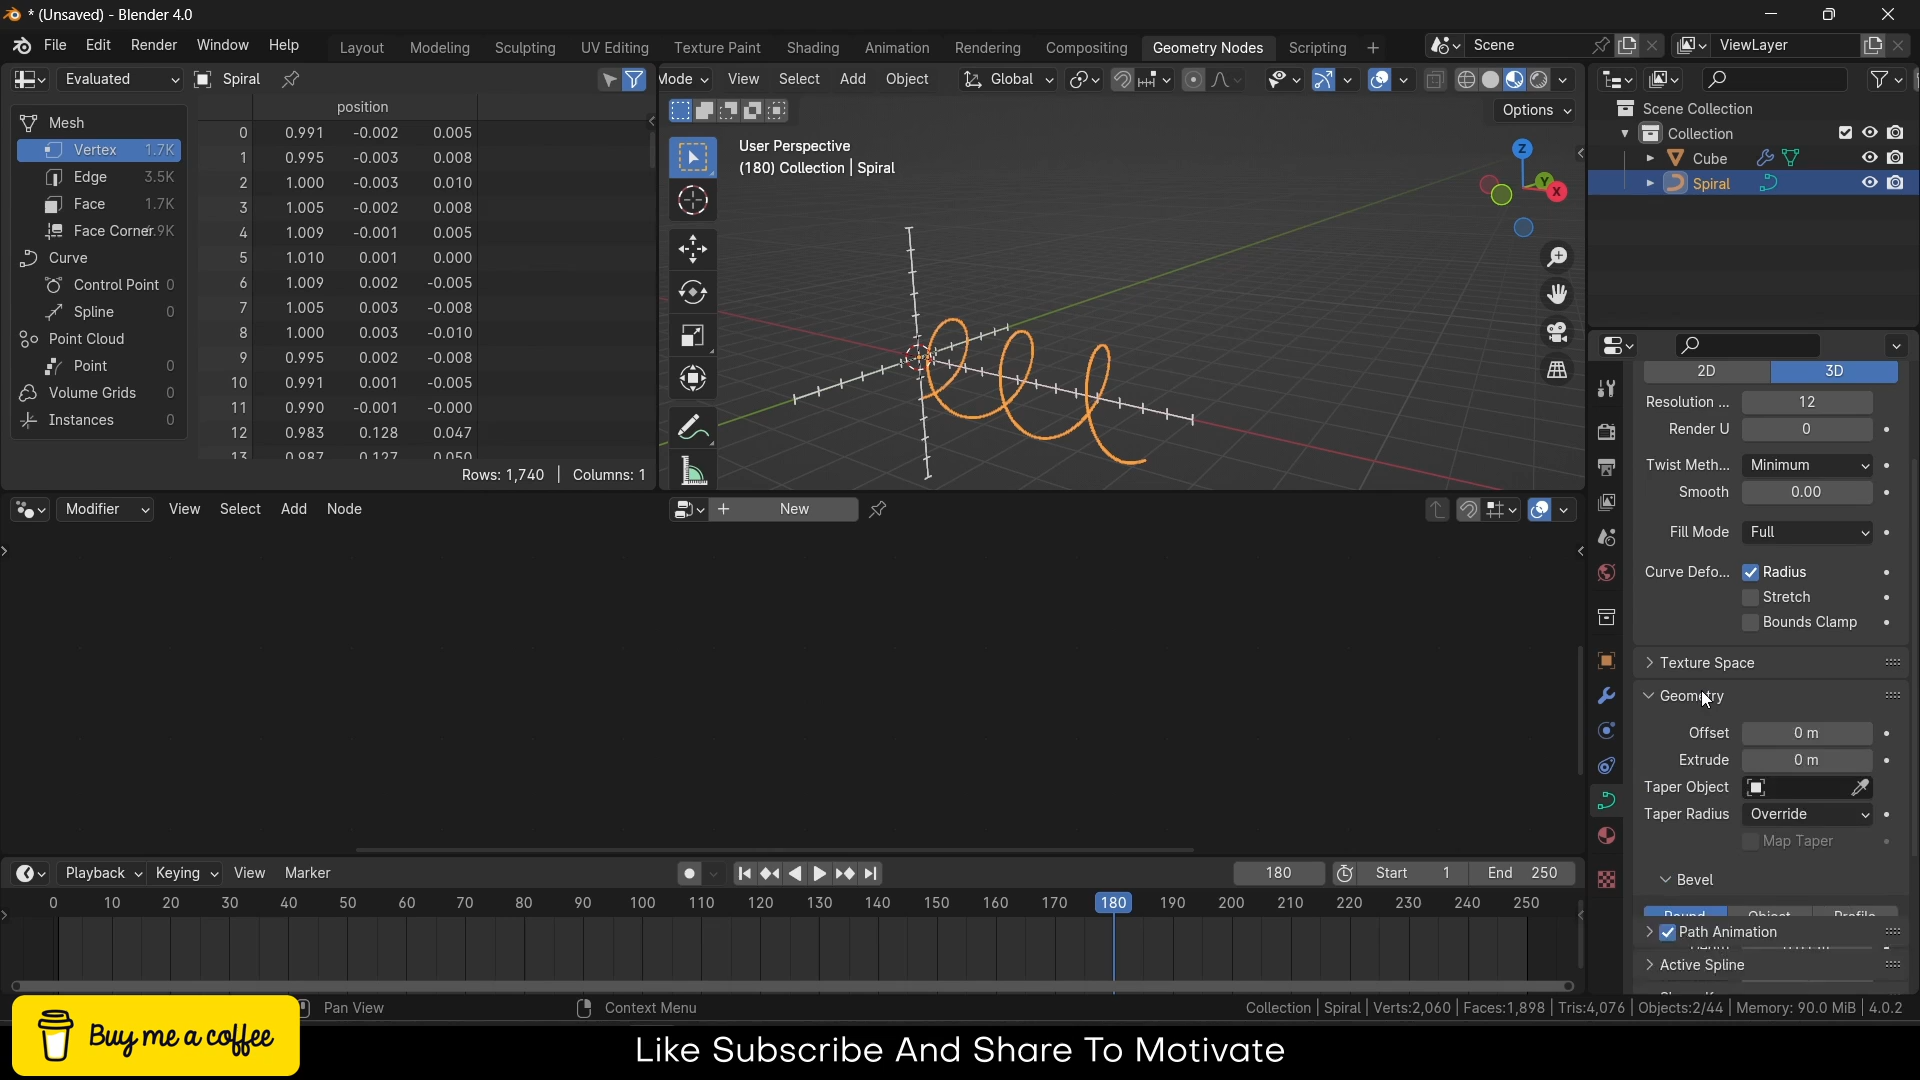 * (Unsaved) - Blender 4.0
File Edit Render Window Help
Layout Modeling Sculpting UV Editing Texture Paint Shading Animation Rendering Compositing Geometry Nodes Scripting +
Scene
ViewLayer
Evaluated Spiral
Mode View Select Add Object Global
Options
position
Mesh
Vertex 1.7K
Edge 3.5K
Face 1.7K
Face Corner
Curve
Control Point 0
Spline 0
Point Cloud
Point 0
Volume Grids 0
Instances 0
0 0.991 -0.002 0.005
1 0.995 -0.003 0.008
2 1.000 -0.003 0.010
3 1.005 -0.002 0.008
4 1.009 -0.001 0.005
5 1.010 0.001 0.000
6 1.009 0.002 -0.005
7 1.005 0.003 -0.008
8 1.000 0.003 -0.010
9 0.995 0.002 -0.008
10 0.991 0.001 -0.005
11 0.990 -0.001 -0.000
12 0.983 0.128 0.047
13 0.987 0.127 0.050
Rows: 1,740 | Columns: 1
User Perspective
(180) Collection | Spiral
Z
Y
X
Scene Collection
Collection
Cube
Spiral
2D 3D
Resolution ... 12
Render U 0
Twist Meth... Minimum
Smooth 0.00
Fill Mode Full
Curve Defo... Radius
Stretch
Bounds Clamp
Texture Space
Geometry
Offset 0 m
Extrude 0 m
Taper Object
Taper Radius Override
Map Taper
Bevel
Round Object Profile
Path Animation
Active Spline
Modifier View Select Add Node
+ New
Playback Keying View Marker
180 Start 1 End 250
0 10 20 30 40 50 60 70 80 90 100 110 120 130 140 150 160 170 180 190 200 210 220 230 240 250
Pan View
Context Menu
Collection | Spiral | Verts:2,060 | Faces:1,898 | Tris:4,076 | Objects:2/44 | Memory: 90.0 MiB | 4.0.2
Buy me a coffee
Like Subscribe And Share To Motivate